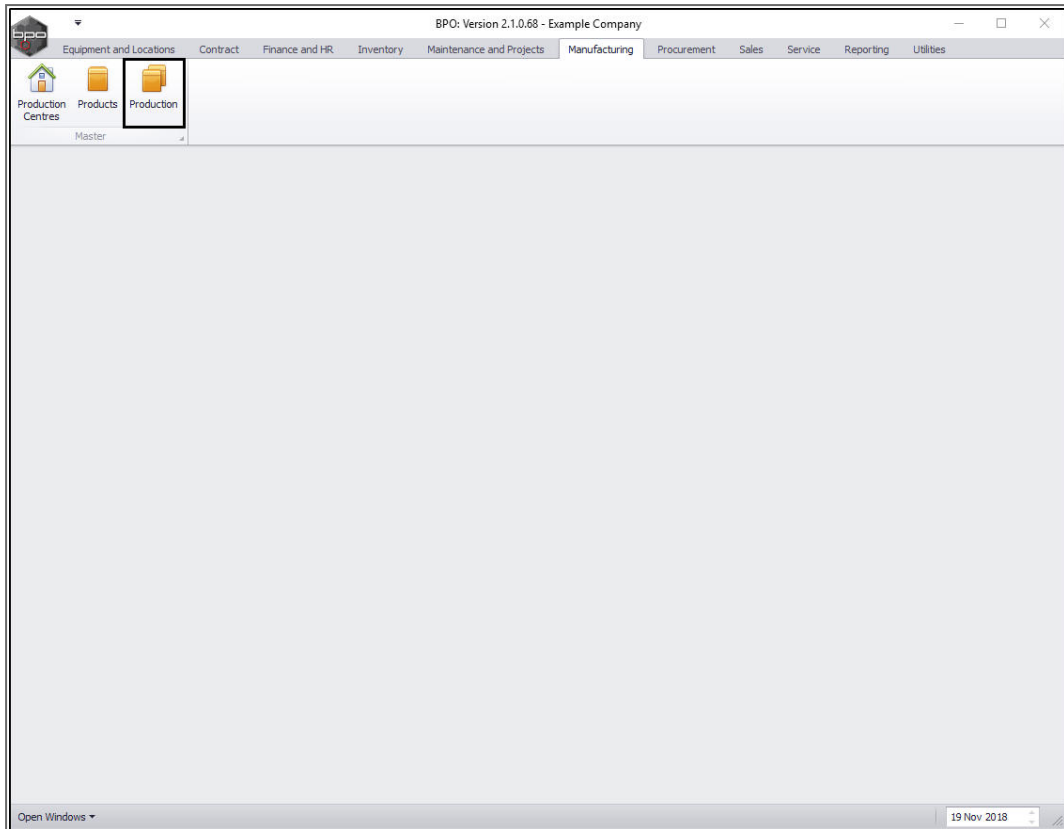 BPO: Version 2.1.0.68 - Example Company
bpo
Equipment and Locations Contract Finance and HR Inventory Maintenance and Projects Manufacturing Procurement Sales Service Reporting Utilities
Production Centres Products Production
Master
Open Windows 19 Nov 2018